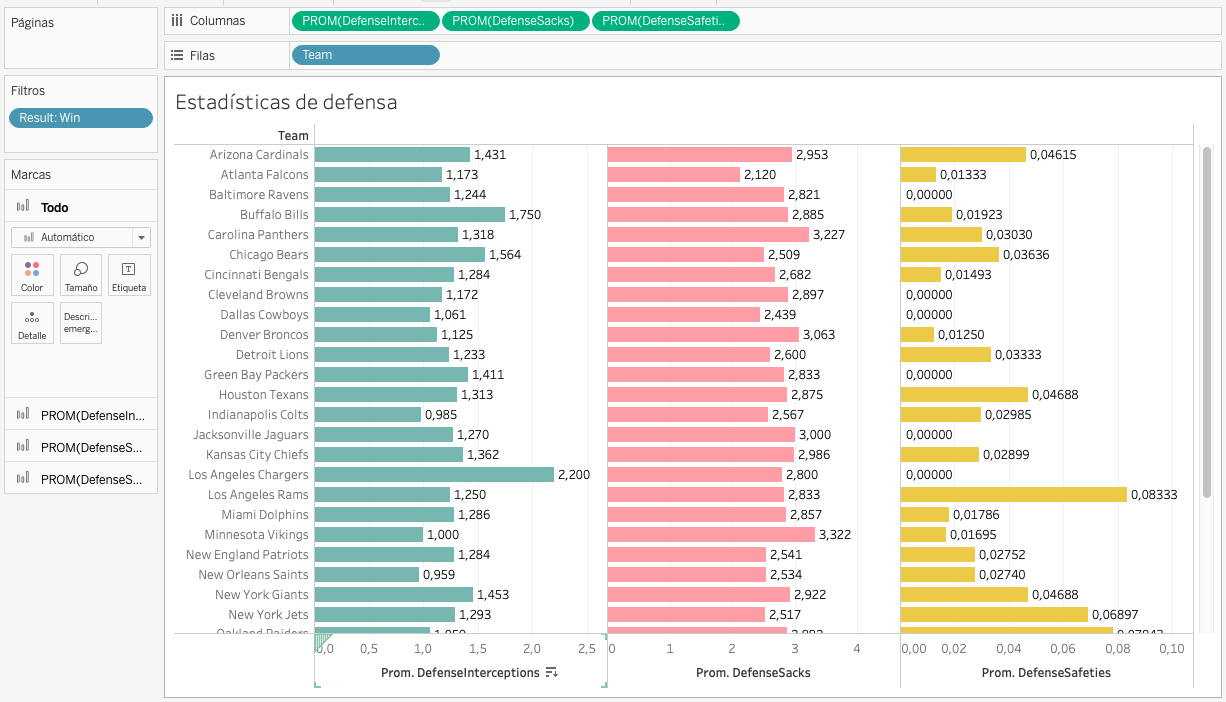 Páginas
Columnas PROM(DefenseInterc.. PROM(DefenseSacks) PROM(DefenseSafeti..
Filas Team
Filtros
Result: Win
Marcas
Todo
Automático
Color Tamaño Etiqueta
Detalle Descri... emerg...
PROM(DefenseIn...
PROM(DefenseS...
PROM(DefenseS...
Estadísticas de defensa
Team
Arizona Cardinals 1,431 2,953 0,04615
Atlanta Falcons 1,173 2,120 0,01333
Baltimore Ravens 1,244 2,821 0,00000
Buffalo Bills 1,750 2,885 0,01923
Carolina Panthers 1,318 3,227 0,03030
Chicago Bears 1,564 2,509 0,03636
Cincinnati Bengals 1,284 2,682 0,01493
Cleveland Browns 1,172 2,897 0,00000
Dallas Cowboys 1,061 2,439 0,00000
Denver Broncos 1,125 3,063 0,01250
Detroit Lions 1,233 2,600 0,03333
Green Bay Packers 1,411 2,833 0,00000
Houston Texans 1,313 2,875 0,04688
Indianapolis Colts 0,985 2,567 0,02985
Jacksonville Jaguars 1,270 3,000 0,00000
Kansas City Chiefs 1,362 2,986 0,02899
Los Angeles Chargers 2,200 2,800 0,00000
Los Angeles Rams 1,250 2,833 0,08333
Miami Dolphins 1,286 2,857 0,01786
Minnesota Vikings 1,000 3,322 0,01695
New England Patriots 1,284 2,541 0,02752
New Orleans Saints 0,959 2,534 0,02740
New York Giants 1,453 2,922 0,04688
New York Jets 1,293 2,517 0,06897
Oakland Raiders
0,0 0,5 1,0 1,5 2,0 2,5 0 1 2 3 4 0,00 0,02 0,04 0,06 0,08 0,10
Prom. DefenseInterceptions Prom. DefenseSacks Prom. DefenseSafeties